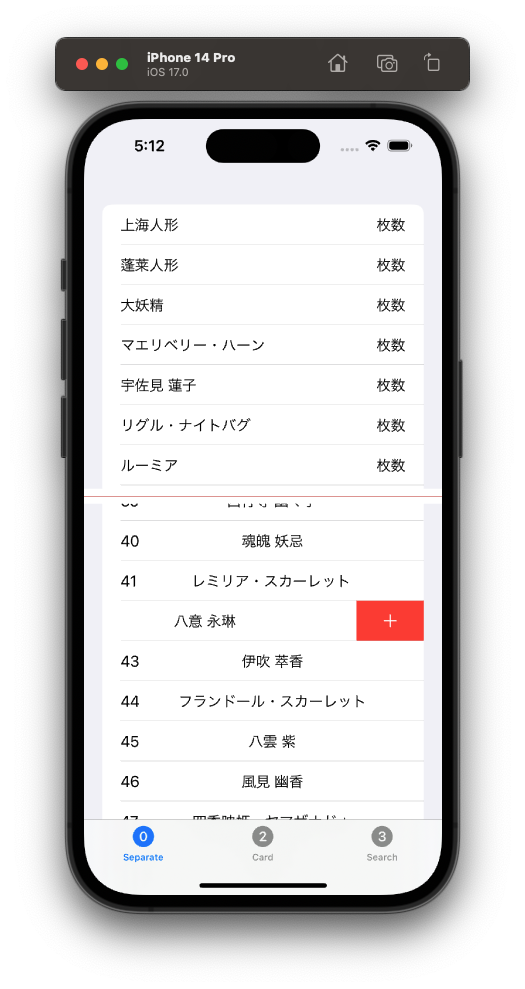 iPhone 14 Pro
iOS 17.0
5:12
上海人形 枚数
蓬莱人形 枚数
大妖精 枚数
マエリベリー・ハーン 枚数
宇佐見 蓮子 枚数
リグル・ナイトバグ 枚数
ルーミア 枚数
40 魂魄 妖忌
41 レミリア・スカーレット
八意 永琳 +
43 伊吹 萃香
44 フランドール・スカーレット
45 八雲 紫
46 風見 幽香
0 2 3
Separate Card Search